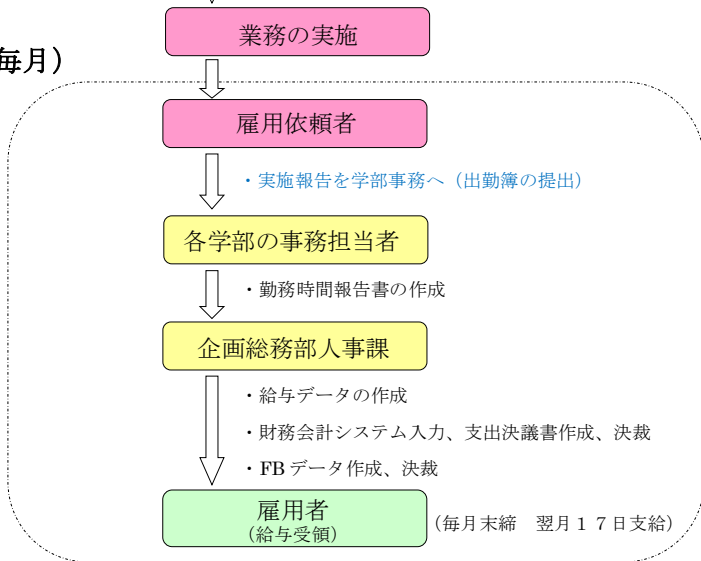 業務の実施
毎月）
雇用依頼者
・実施報告を学部事務へ（出勤簿の提出）
各学部の事務担当者
・勤務時間報告書の作成
企画総務部人事課
・給与データの作成
・財務会計システム入力、支出決議書作成、決裁
・FBデータ作成、決裁
雇用者
（給与受領）
（毎月末締　翌月１７日支給）